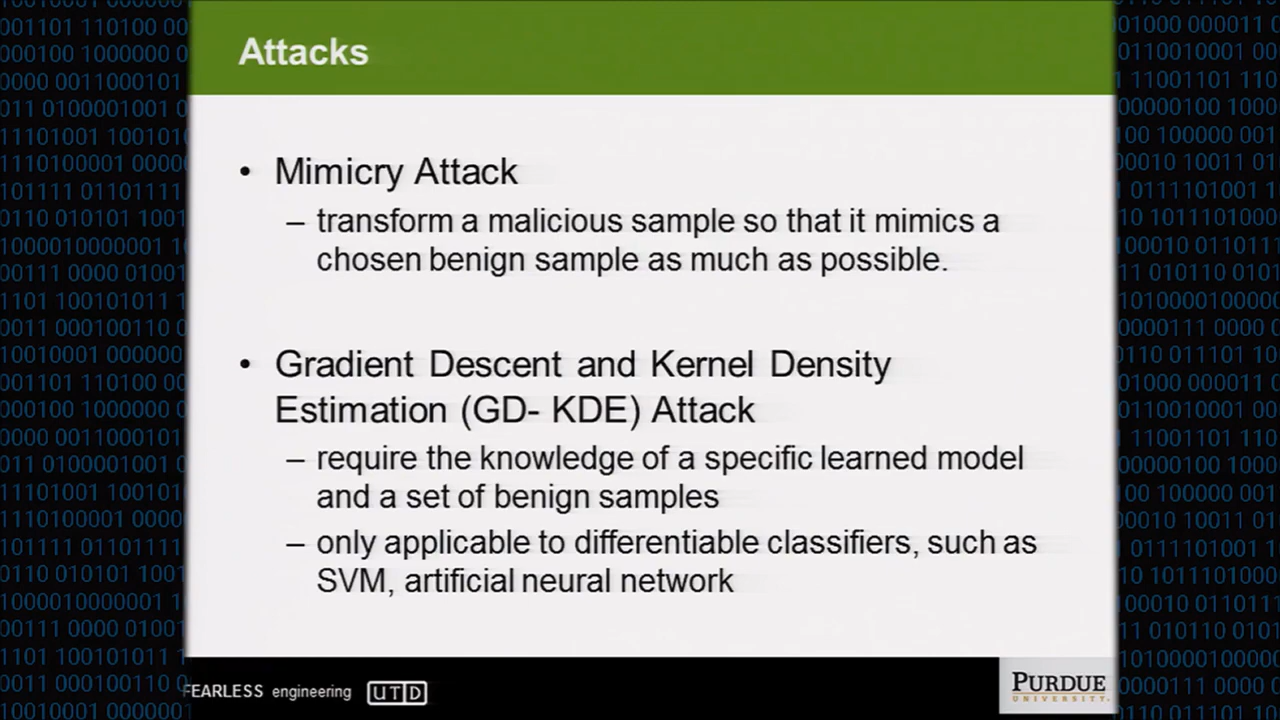 Attacks
• Mimicry Attack
– transform a malicious sample so that it mimics a
chosen benign sample as much as possible.
• Gradient Descent and Kernel Density
Estimation (GD- KDE) Attack
– require the knowledge of a specific learned model
and a set of benign samples
– only applicable to differentiable classifiers, such as
SVM, artificial neural network
FEARLESS engineering UTD
PURDUE
UNIVERSITY